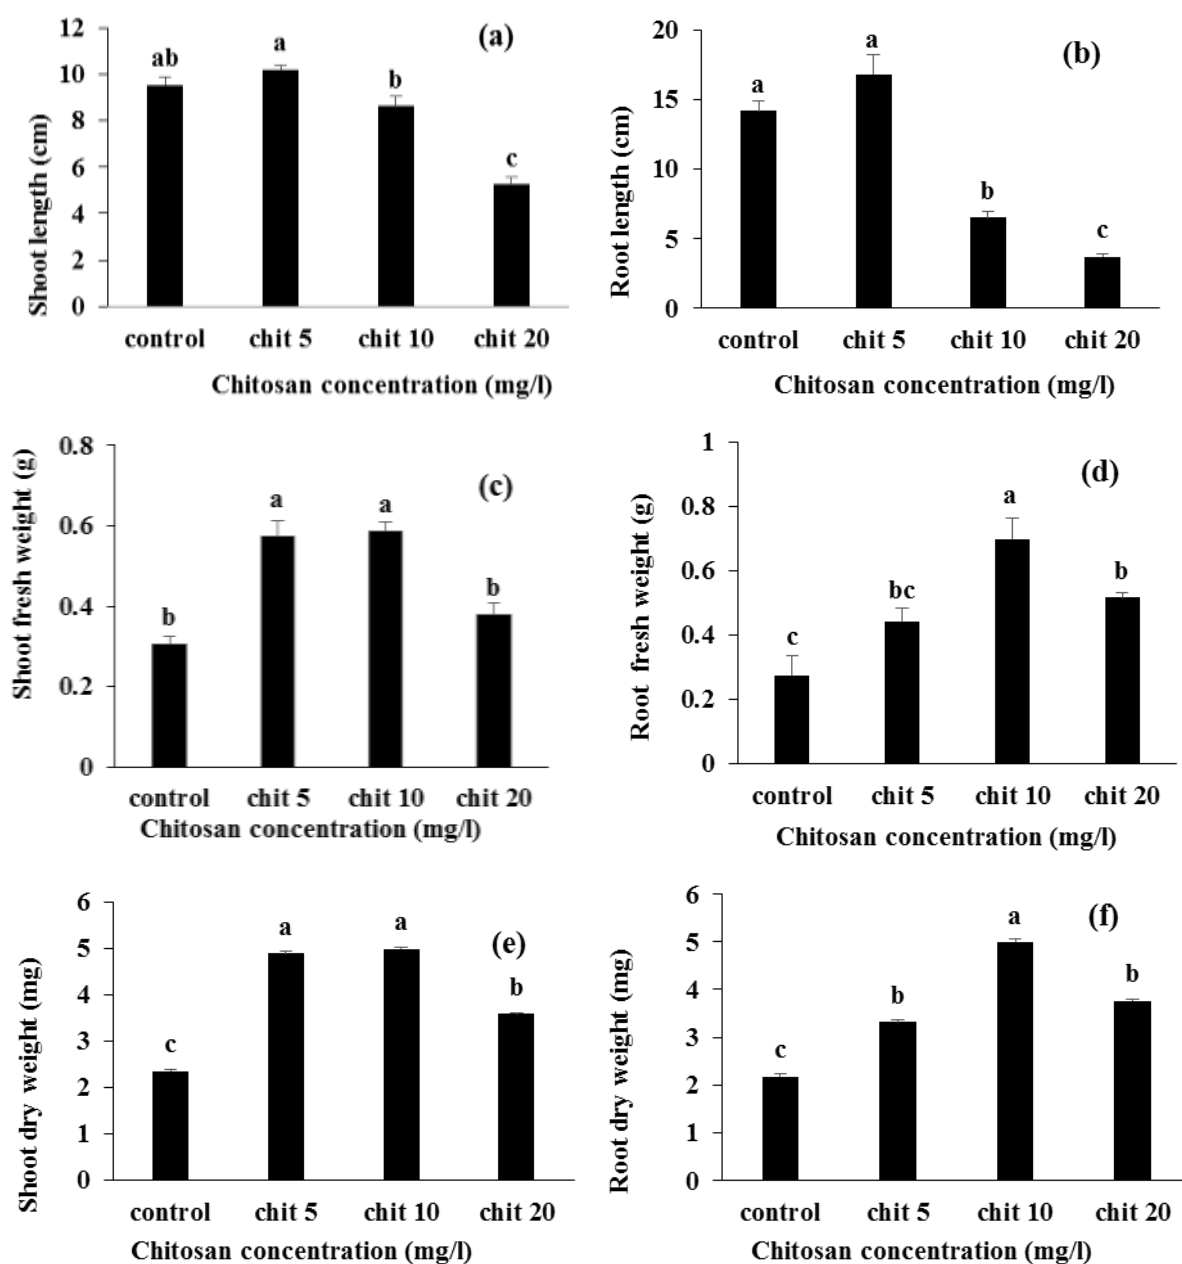 (a)
Shoot length (cm)
12
10
8
6
4
2
0
ab
a
b
c
control chit 5 chit 10 chit 20
Chitosan concentration (mg/l)
(b)
Root length (cm)
20
15
10
5
0
a
a
b
c
control chit 5 chit 10 chit 20
Chitosan concentration (mg/l)
(c)
Shoot fresh weight (g)
0.8
0.6
0.4
0.2
0
b
a
a
b
control chit 5 chit 10 chit 20
Chitosan concentration (mg/l)
(d)
Root fresh weight (g)
1
0.8
0.6
0.4
0.2
0
c
bc
a
b
control chit 5 chit 10 chit 20
Chitosan concentration (mg/l)
(e)
Shoot dry weight (mg)
6
5
4
3
2
1
0
c
a
a
b
control chit 5 chit 10 chit 20
Chitosan concentration (mg/l)
(f)
Root dry weight (mg)
6
5
4
3
2
1
0
c
b
a
b
control chit 5 chit 10 chit 20
Chitosan concentration (mg/l)